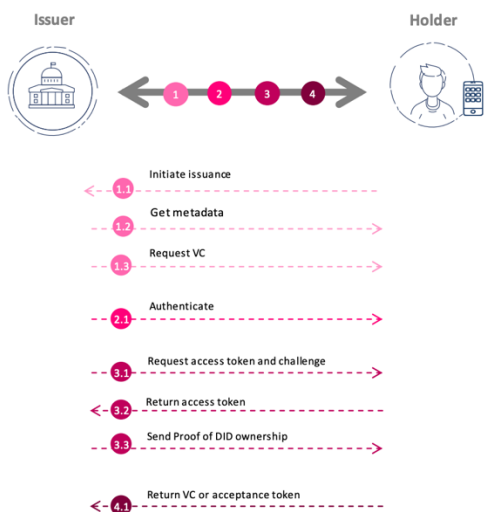 Issuer
Holder
1 2 3 4
Initiate issuance
1.1
Get metadata
1.2
Request VC
1.3
Authenticate
2.1
Request access token and challenge
3.1
Return access token
3.2
Send Proof of DID ownership
3.3
Return VC or acceptance token
4.1